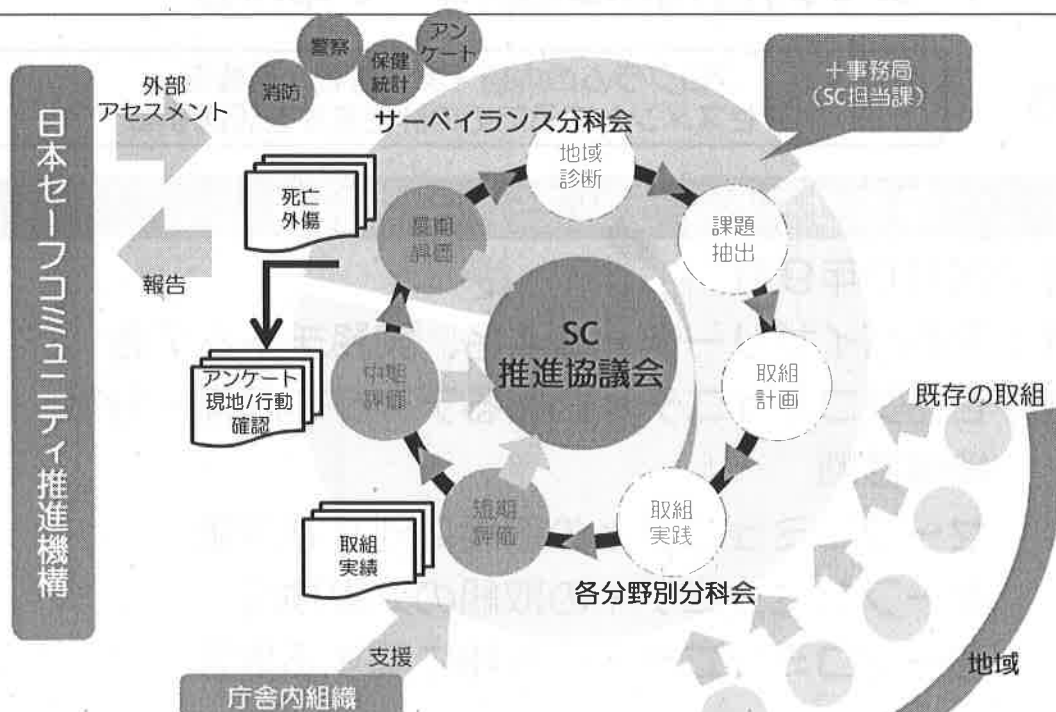 日本セーフコミュニティ推進機構
外部
アセスメント
報告
消防
警察
保健
統計
アン
ケート
サーベイランス分科会
+事務局
(SC担当課)
死亡
外傷
アンケート
現地/行動
確認
取組
実績
地域
診断
課題
抽出
取組
計画
取組
実践
短期
評価
中期
評価
長期
評価
SC
推進協議会
各分野別分科会
既存の取組
地域
支援
庁舎内組織